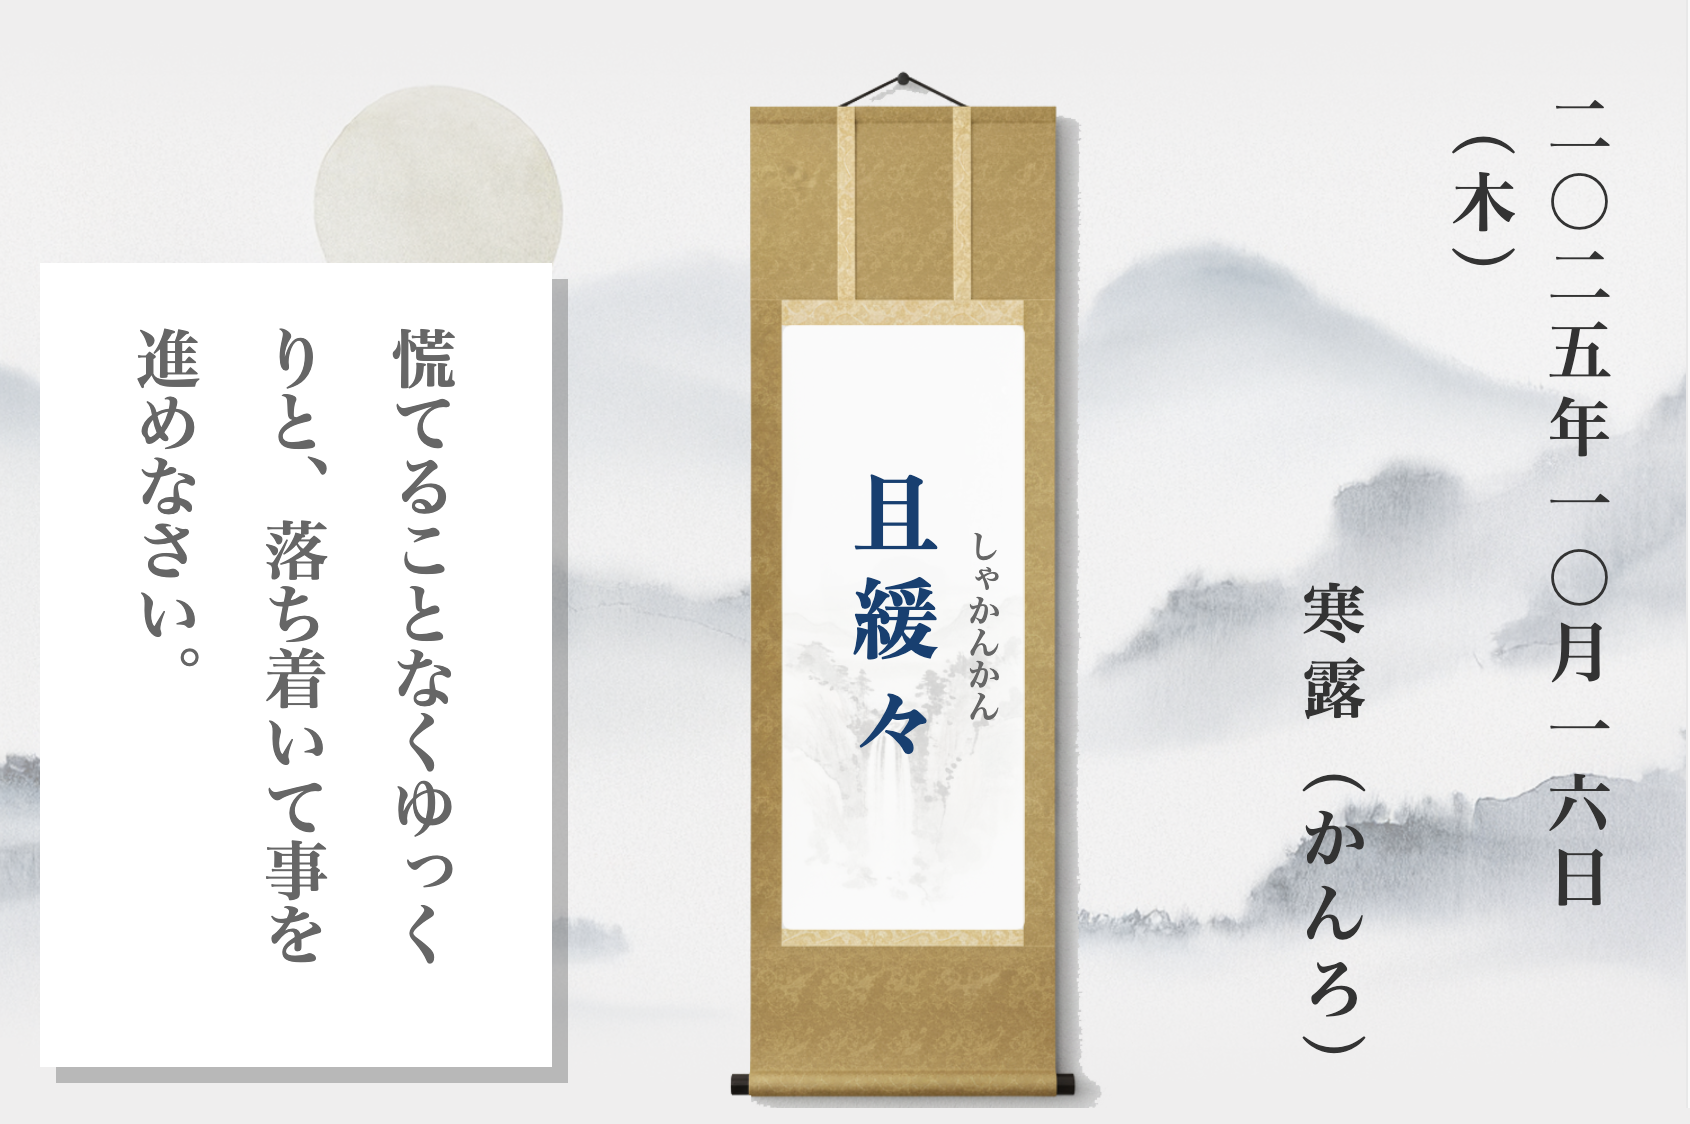 二〇二五年一〇月一六日
（木）
寒露（かんろ）
しゃかんかん
且緩々
慌てることなくゆっく
りと、落ち着いて事を
進めなさい。